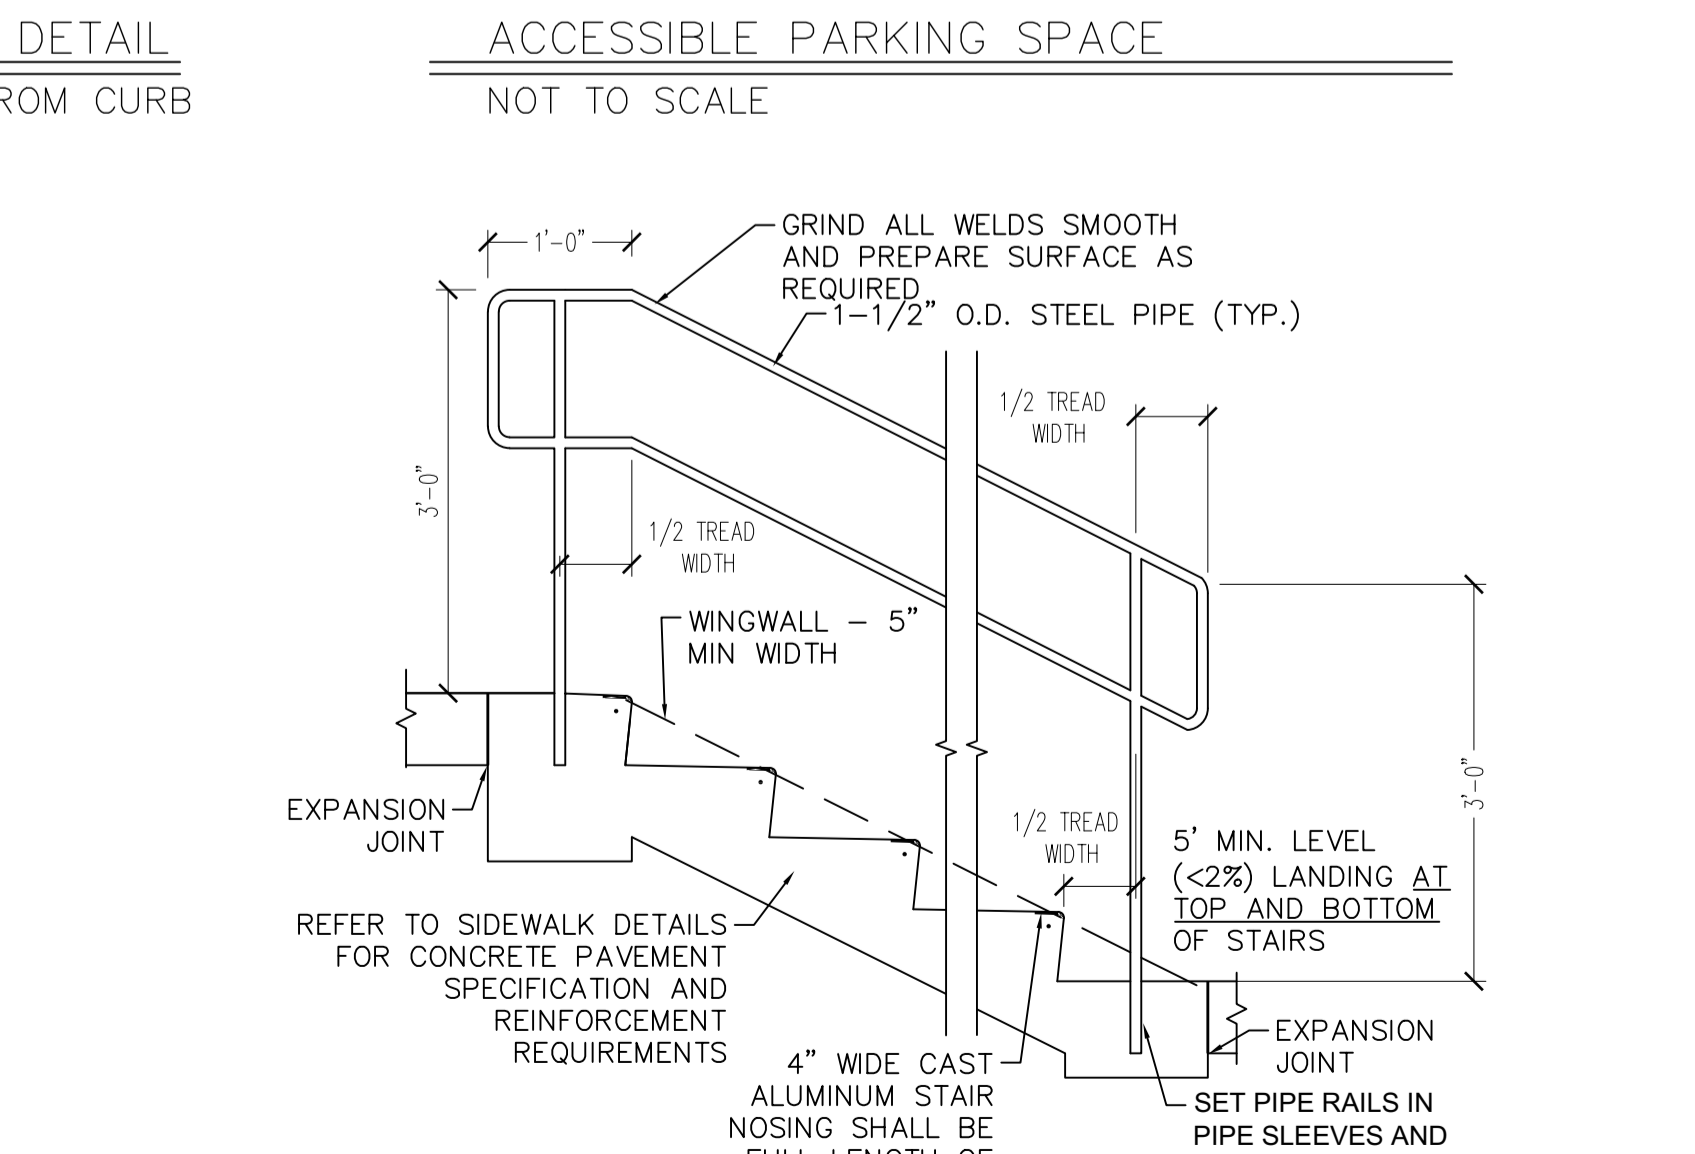 DETAIL
ROM CURB
ACCESSIBLE PARKING SPACE
NOT TO SCALE
1'-0"
GRIND ALL WELDS SMOOTH
AND PREPARE SURFACE AS
REQUIRED
1-1/2" O.D. STEEL PIPE (TYP.)
1/2 TREAD
WIDTH
3'-0"
1/2 TREAD
WIDTH
WINGWALL - 5"
MIN WIDTH
3'-0"
EXPANSION
JOINT
1/2 TREAD
WIDTH
5' MIN. LEVEL
(<2%) LANDING AT
TOP AND BOTTOM
OF STAIRS
REFER TO SIDEWALK DETAILS
FOR CONCRETE PAVEMENT
SPECIFICATION AND
REINFORCEMENT
REQUIREMENTS
EXPANSION
JOINT
4" WIDE CAST
ALUMINUM STAIR
NOSING SHALL BE
FULL LENGTH OF
SET PIPE RAILS IN
PIPE SLEEVES AND